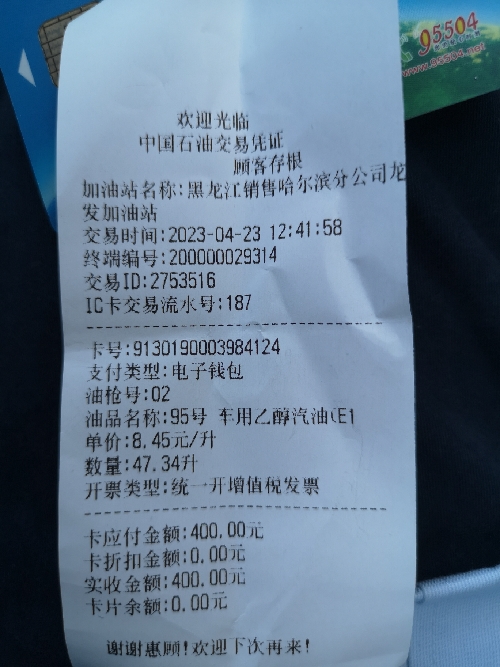 95504
www.95504.net
欢迎光临
中国石油交易凭证
顾客存根
加油站名称:黑龙江销售哈尔滨分公司龙
发加油站
交易时间:2023-04-23 12:41:58
终端编号:200000029314
交易ID:2753516
IC卡交易流水号:187
卡号:9130190003984124
支付类型:电子钱包
油枪号:02
油品名称:95号 车用乙醇汽油(E1
单价:8.45元/升
数量:47.34升
开票类型:统一开增值税发票
卡应付金额:400.00元
卡折扣金额:0.00元
实收金额:400.00元
卡片余额:0.00元
谢谢惠顾!欢迎下次再来!